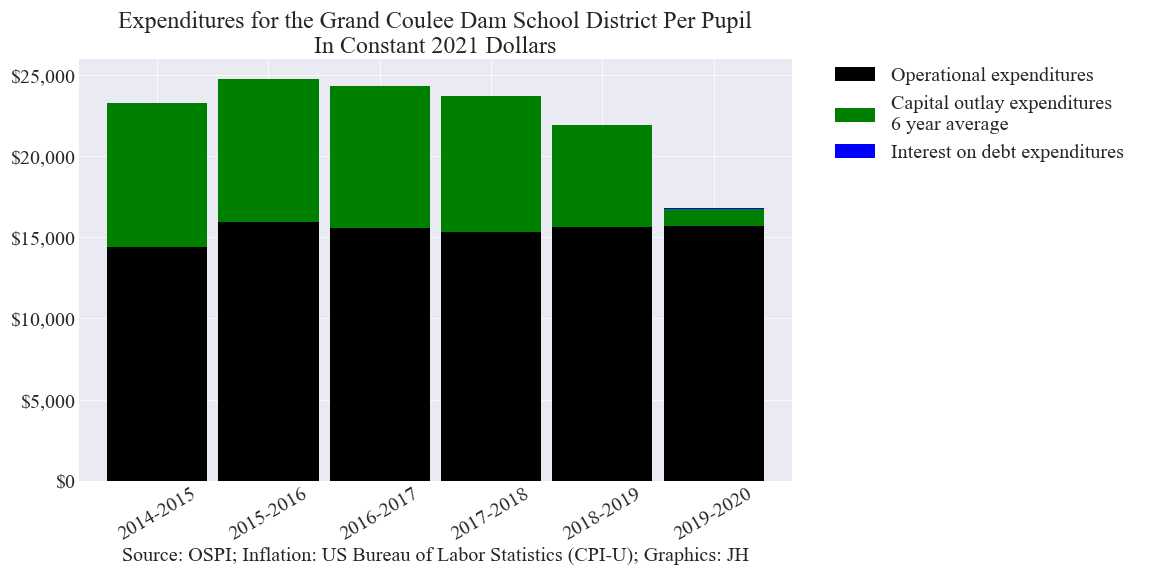 Expenditures for the Grand Coulee Dam School District Per Pupil
In Constant 2021 Dollars
$25,000
$20,000
$15,000
$10,000
$5,000
$0
Operational expenditures
Capital outlay expenditures
6 year average
Interest on debt expenditures
2014-2015
2015-2016
2016-2017
2017-2018
2018-2019
2019-2020
Source: OSPI; Inflation: US Bureau of Labor Statistics (CPI-U); Graphics: JH